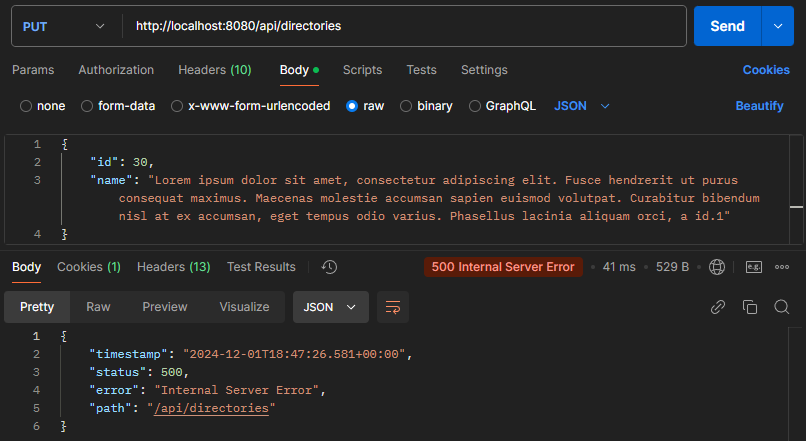 PUT http://localhost:8080/api/directories Send
Params Authorization Headers (10) Body Scripts Tests Settings Cookies
none form-data x-www-form-urlencoded raw binary GraphQL JSON Beautify
1 {
2 "id": 30,
3 "name": "Lorem ipsum dolor sit amet, consectetur adipiscing elit. Fusce hendrerit ut purus
consequat maximus. Maecenas molestie accumsan sapien euismod volutpat. Curabitur bibendum
nisl at ex accumsan, eget tempus odio varius. Phasellus lacinia aliquam orci, a id.1"
4 }
Body Cookies (1) Headers (13) Test Results 500 Internal Server Error 41 ms 529 B e.g.
Pretty Raw Preview Visualize JSON
1 {
2 "timestamp": "2024-12-01T18:47:26.581+00:00",
3 "status": 500,
4 "error": "Internal Server Error",
5 "path": "/api/directories"
6 }